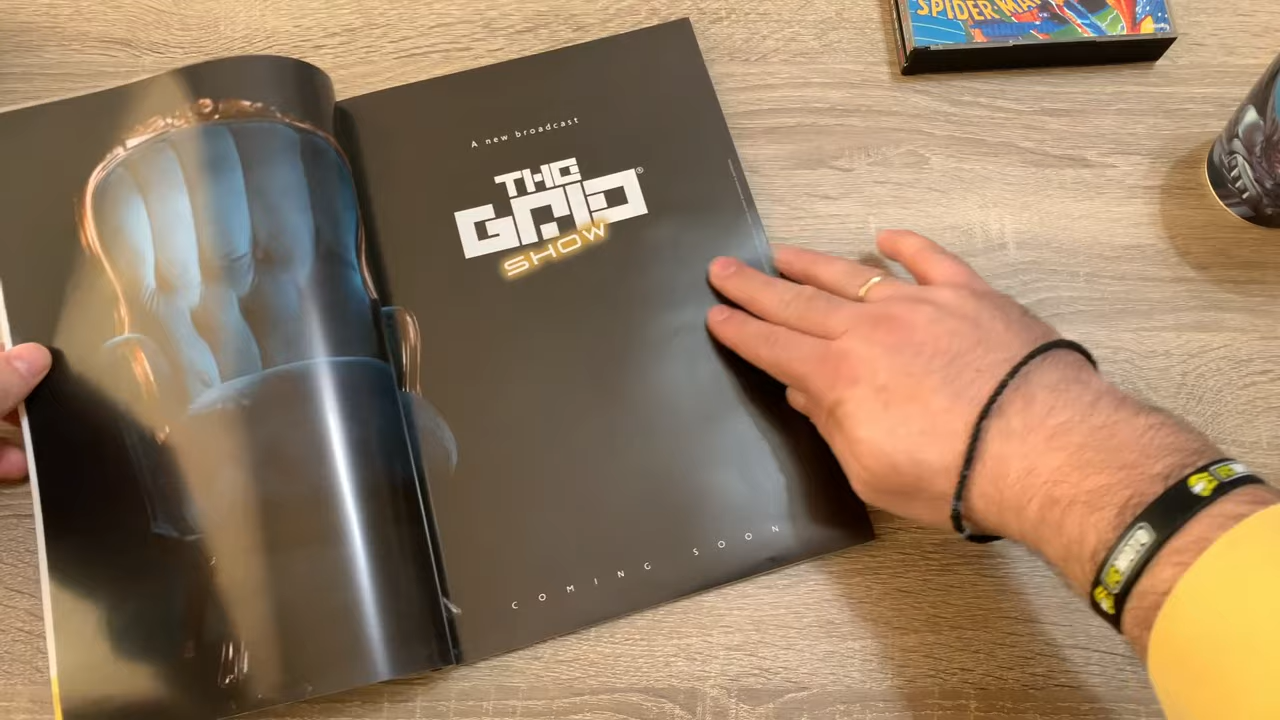 A new broadcast
THE
GRID®
SHOW
COMING SOON
SPIDER-MAN